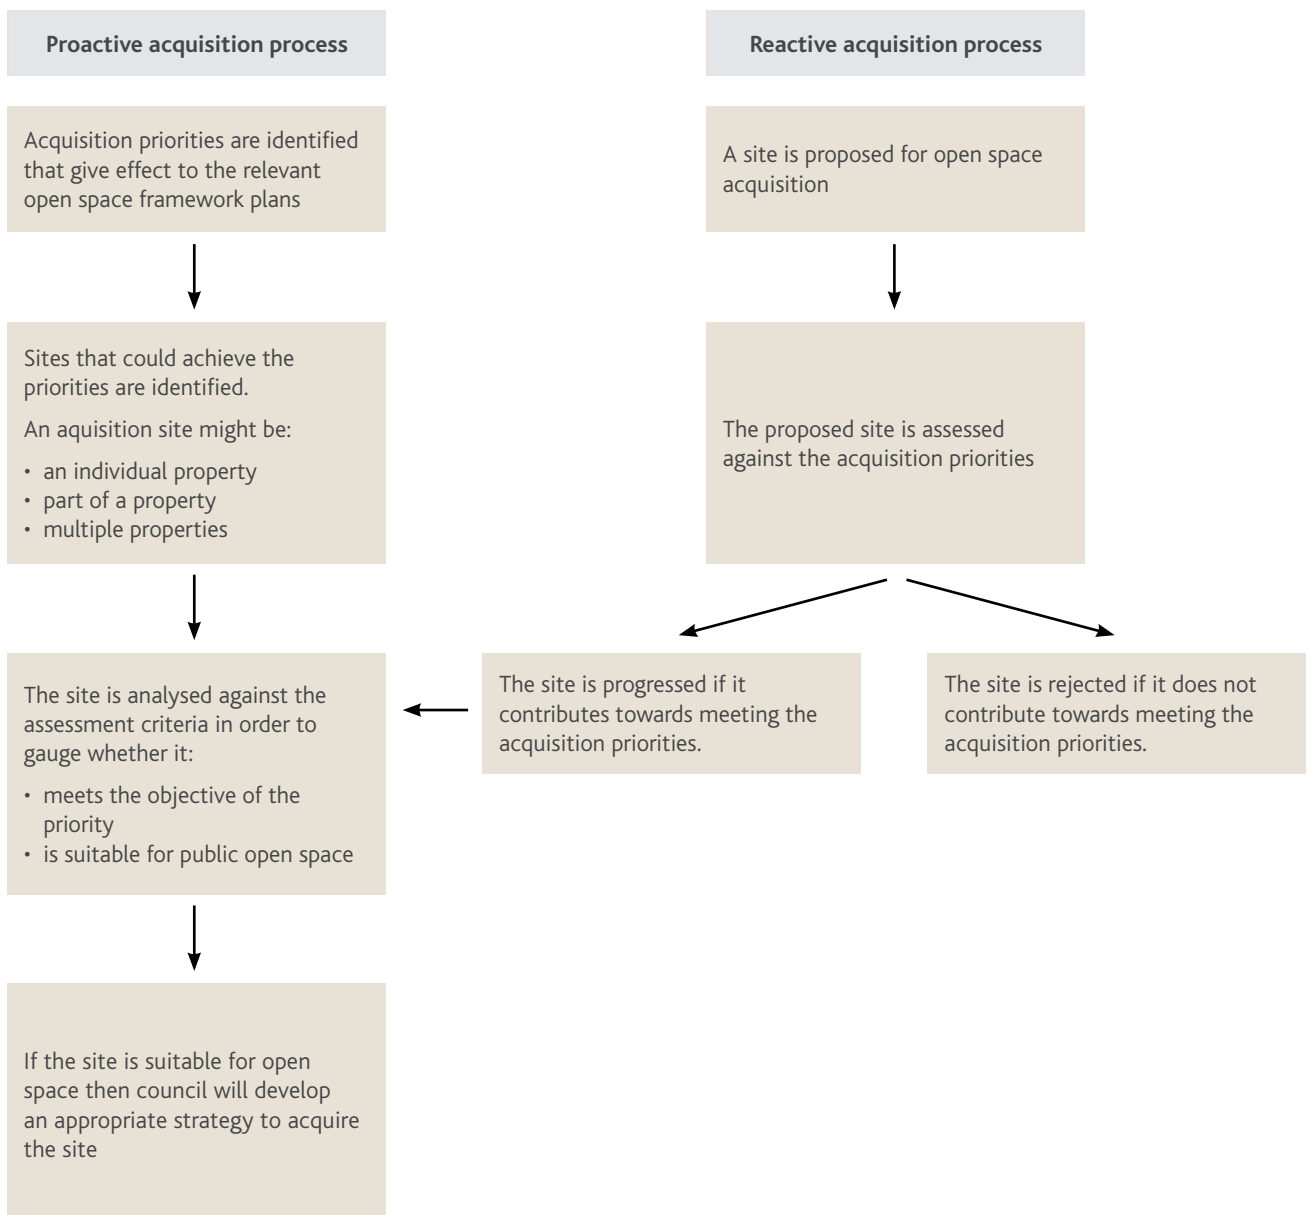 Proactive acquisition process
Acquisition priorities are identified
that give effect to the relevant
open space framework plans
Sites that could achieve the
priorities are identified.
An aquisition site might be:
• an individual property
• part of a property
• multiple properties
The site is analysed against the
assessment criteria in order to
gauge whether it:
• meets the objective of the
priority
• is suitable for public open space
If the site is suitable for open
space then council will develop
an appropriate strategy to acquire
the site
Reactive acquisition process
A site is proposed for open space
acquisition
The proposed site is assessed
against the acquisition priorities
The site is progressed if it
contributes towards meeting the
acquisition priorities.
The site is rejected if it does not
contribute towards meeting the
acquisition priorities.